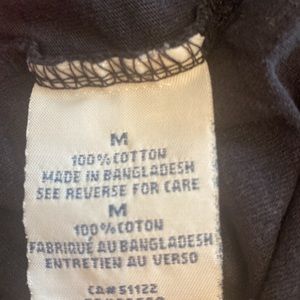 M
100% COTTON
MADE IN BANGLADESH
SEE REVERSE FOR CARE
M
100% COTON
FABRIQUÉ AU BANGLADESH
ENTRETIEN AU VERSO
CA# 51122